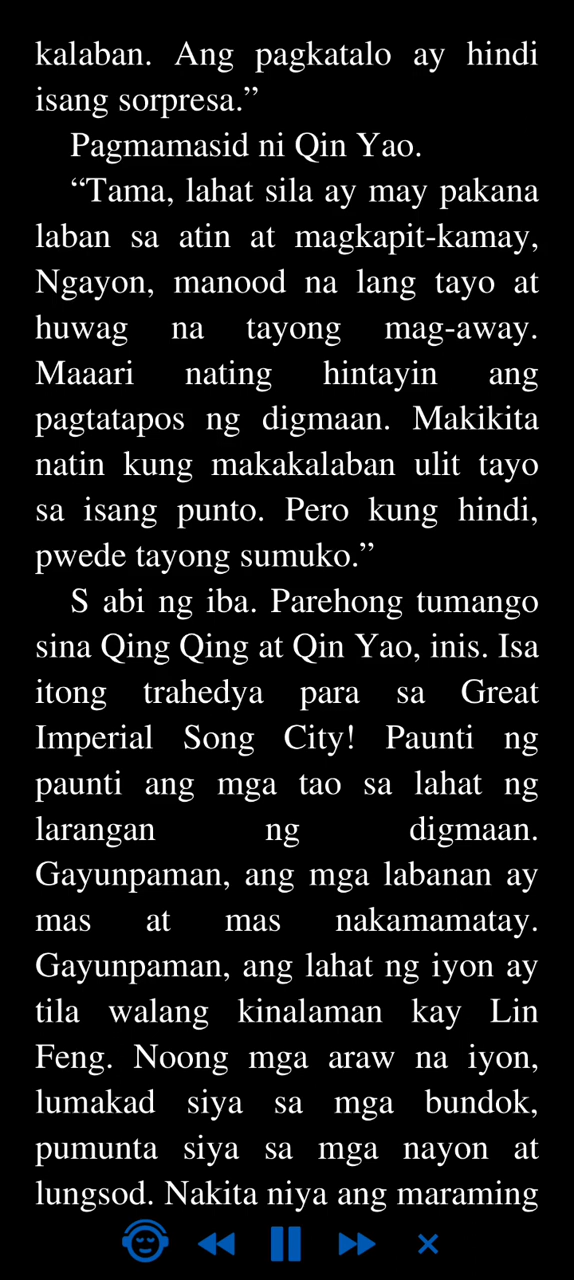 kalaban. Ang pagkatalo ay hindi
isang sorpresa.”
Pagmamasid ni Qin Yao.
“Tama, lahat sila ay may pakana
laban sa atin at magkapit-kamay,
Ngayon, manood na lang tayo at
huwag na tayong mag-away.
Maaari nating hintayin ang
pagtatapos ng digmaan. Makikita
natin kung makakalaban ulit tayo
sa isang punto. Pero kung hindi,
pwede tayong sumuko.”
S abi ng iba. Parehong tumango
sina Qing Qing at Qin Yao, inis. Isa
itong trahedya para sa Great
Imperial Song City! Paunti ng
paunti ang mga tao sa lahat ng
larangan ng digmaan.
Gayunpaman, ang mga labanan ay
mas at mas nakamamatay.
Gayunpaman, ang lahat ng iyon ay
tila walang kinalaman kay Lin
Feng. Noong mga araw na iyon,
lumakad siya sa mga bundok,
pumunta siya sa mga nayon at
lungsod. Nakita niya ang maraming